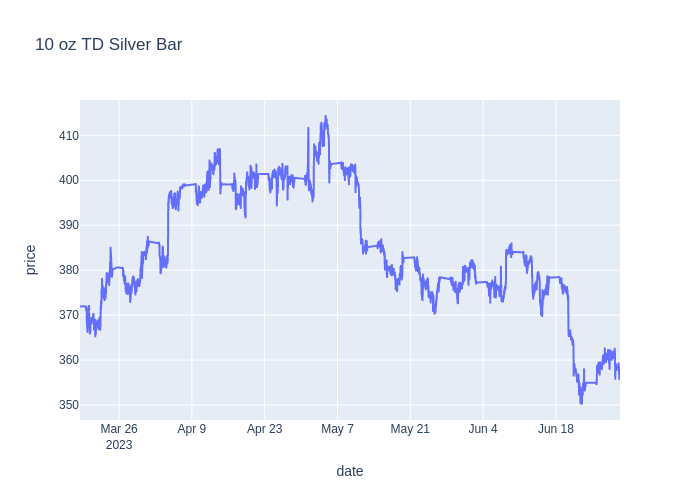 10 oz TD Silver Bar
price
410
400
390
380
370
360
350
Mar 26
2023
Apr 9
Apr 23
May 7
May 21
Jun 4
Jun 18
date